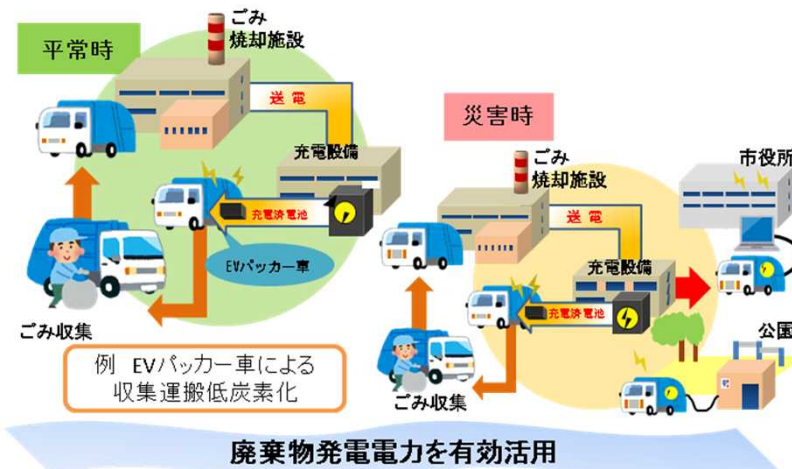 平常時
ごみ
焼却施設
送電
充電設備
充電済電池
EVパッカー車
ごみ収集
例 EVパッカー車による
収集運搬低炭素化
災害時
ごみ
焼却施設
送電
充電設備
充電済電池
ごみ収集
市役所
公園
廃棄物発電電力を有効活用